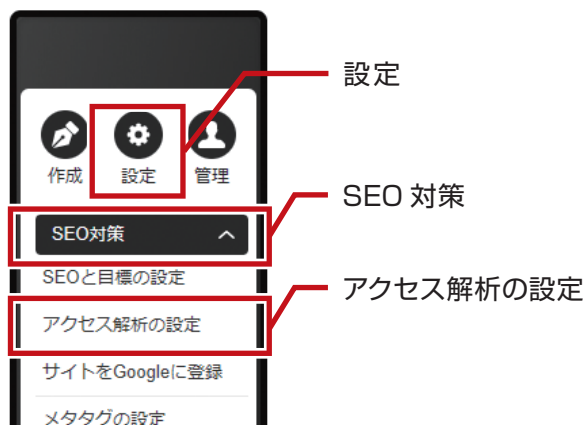 設定
作成 設定 管理
SEO 対策
SEO対策
SEOと目標の設定
アクセス解析の設定
アクセス解析の設定
サイトをGoogleに登録
メタタグの設定